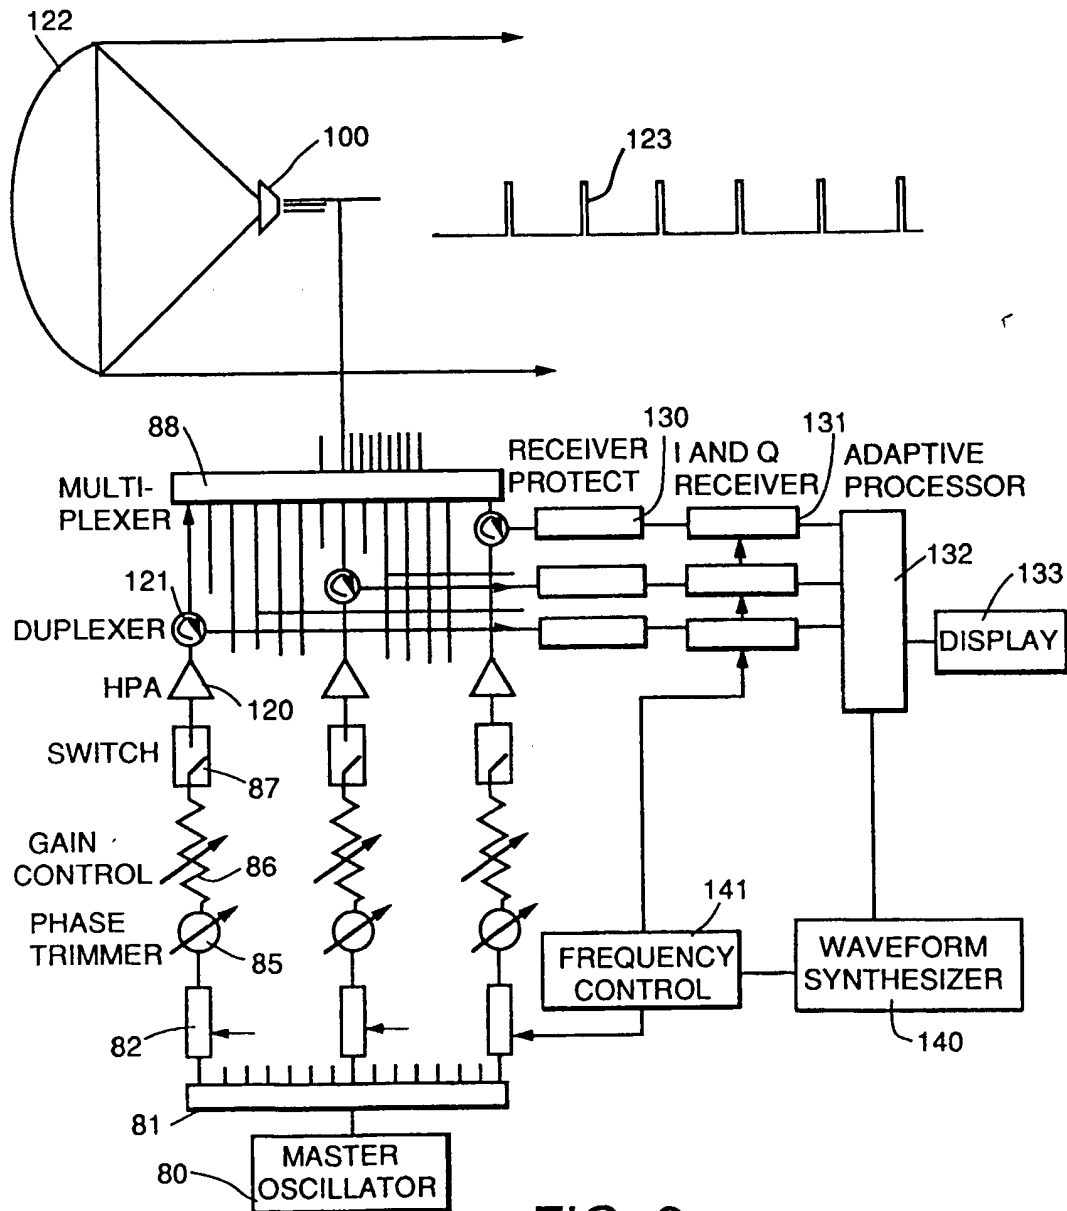 122
100
123
88
130
131
RECEIVER
PROTECT
I AND Q
RECEIVER
ADAPTIVE
PROCESSOR
MULTI-
PLEXER
132
133
121
DUPLEXER
DISPLAY
HPA
120
SWITCH
87
GAIN
CONTROL
86
141
PHASE
TRIMMER
85
FREQUENCY
CONTROL
WAVEFORM
SYNTHESIZER
82
140
81
80
MASTER
OSCILLATOR